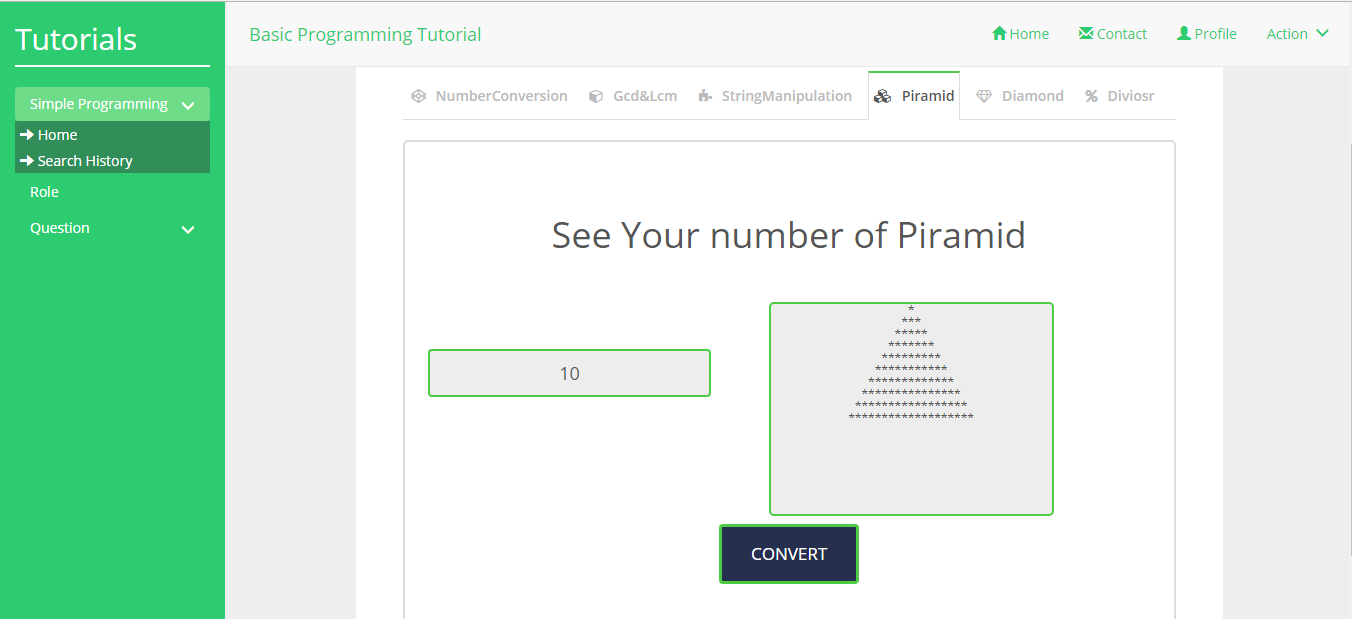 Tutorials
Simple Programming
Home
Search History
Role
Question
Basic Programming Tutorial
Home Contact Profile Action
NumberConversion Gcd&Lcm StringManipulation Piramid Diamond Diviosr
See Your number of Piramid
10
*
***
*****
*******
*********
***********
*************
***************
*****************
*******************
CONVERT